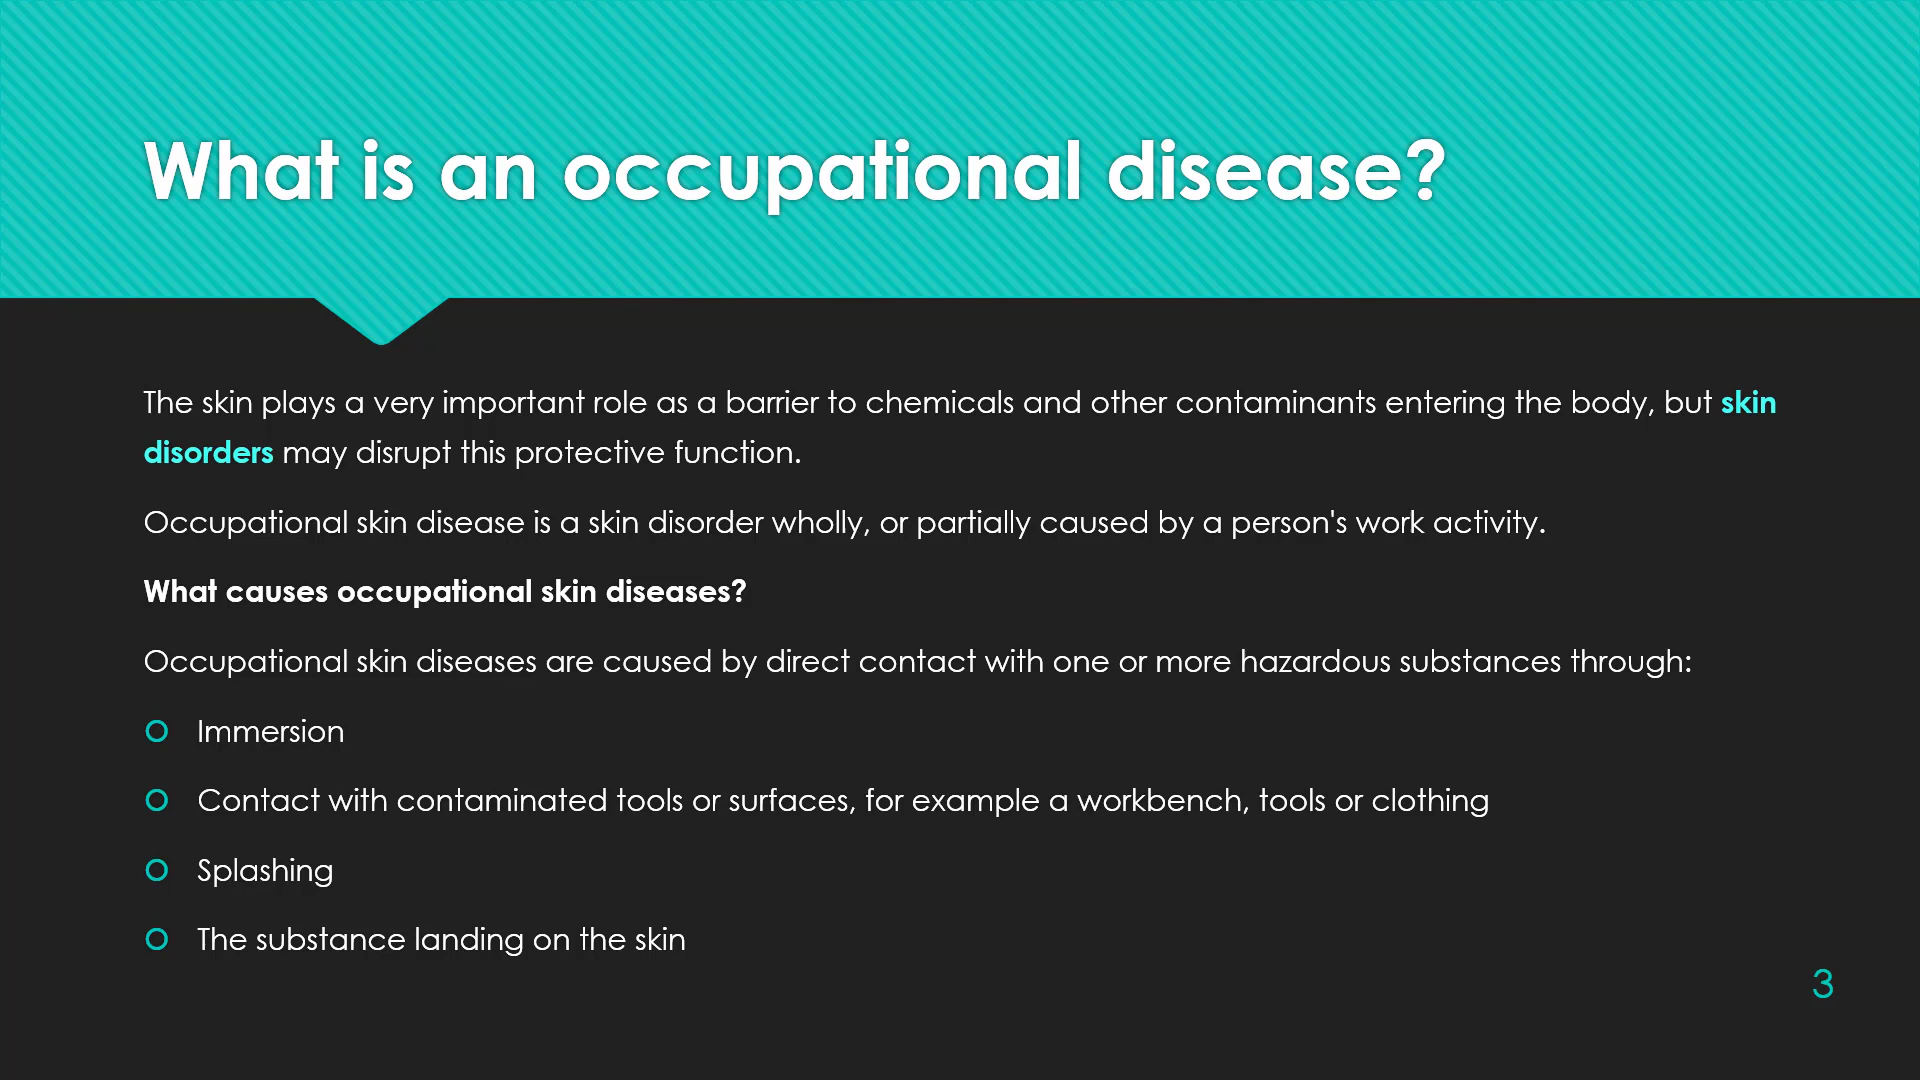 What is an occupational disease?
The skin plays a very important role as a barrier to chemicals and other contaminants entering the body, but skin
disorders may disrupt this protective function.
Occupational skin disease is a skin disorder wholly, or partially caused by a person's work activity.
What causes occupational skin diseases?
Occupational skin diseases are caused by direct contact with one or more hazardous substances through:
Immersion
Contact with contaminated tools or surfaces, for example a workbench, tools or clothing
Splashing
The substance landing on the skin
3